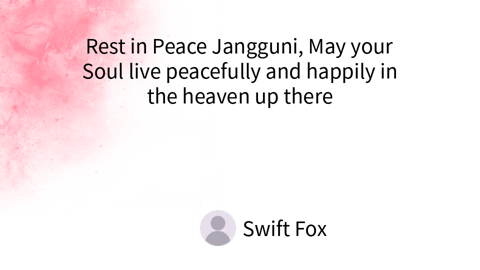 Rest in Peace Jangguni, May your
Soul live peacefully and happily in
the heaven up there
Swift Fox